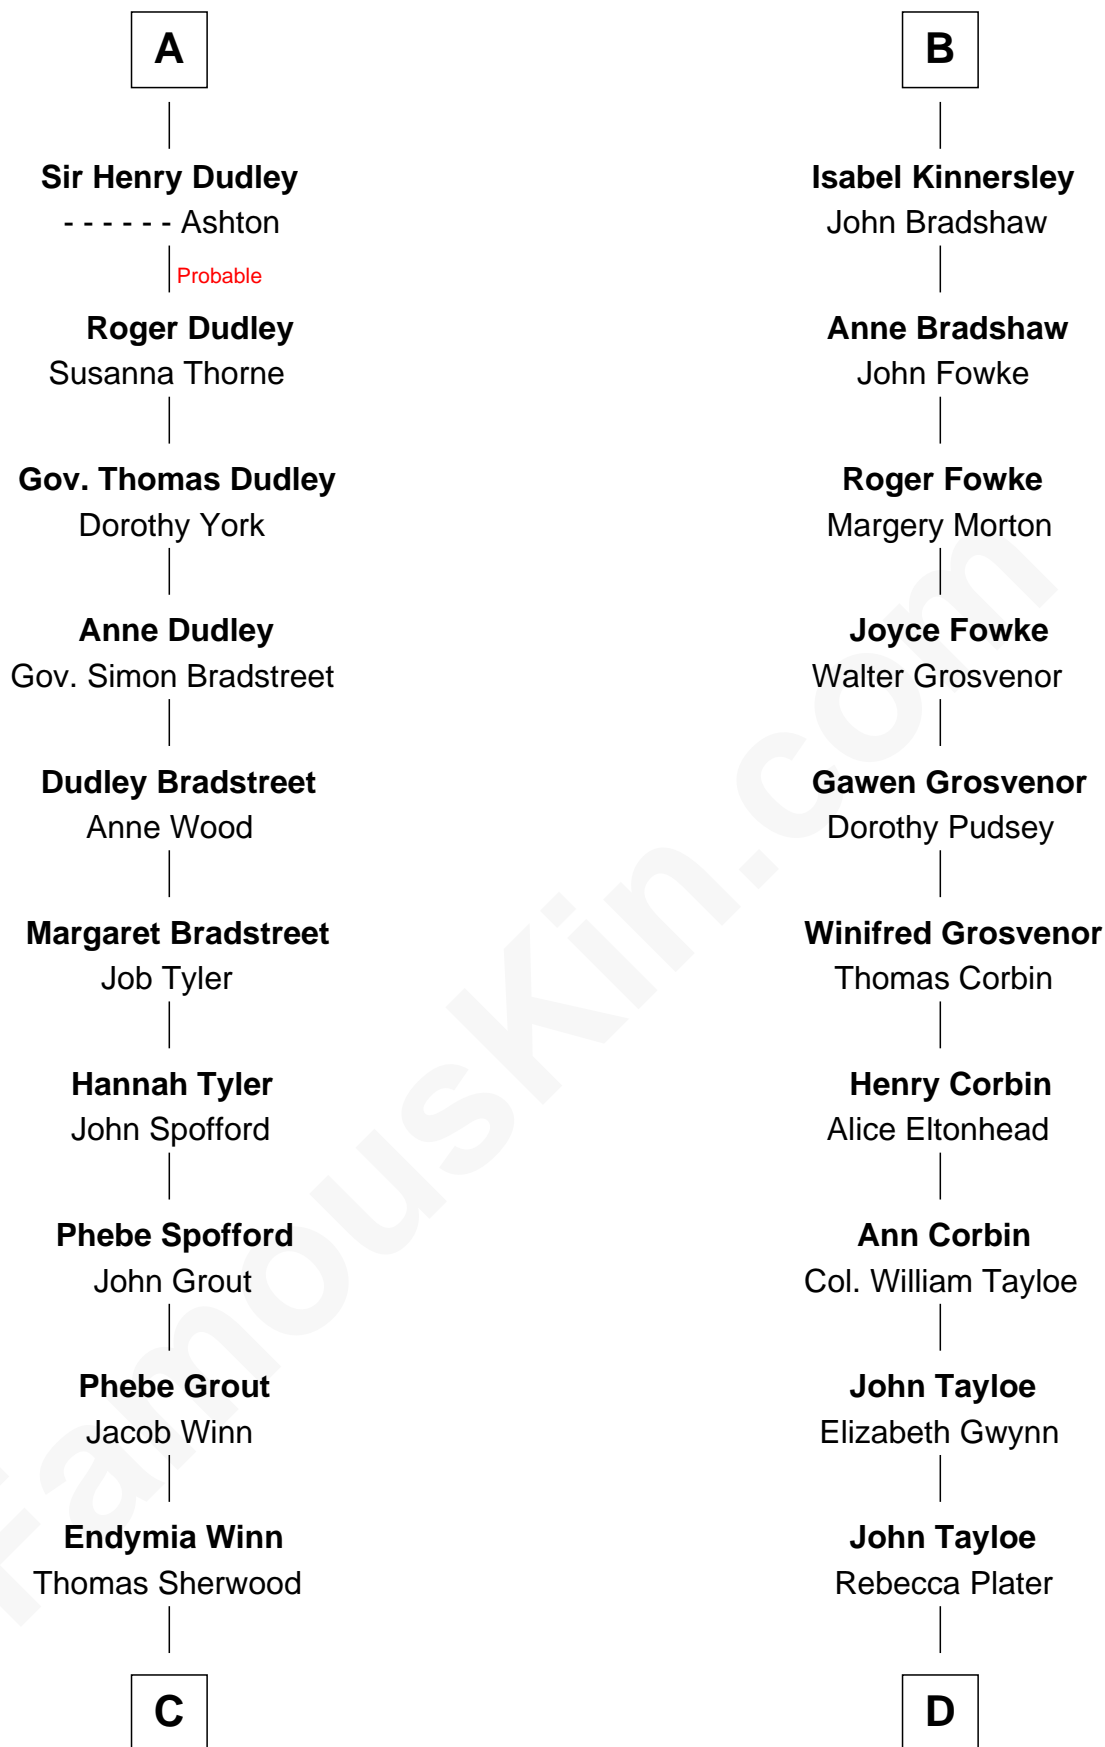 A
Sir Henry Dudley
- - - - - - Ashton
Probable
Roger Dudley
Susanna Thorne
Gov. Thomas Dudley
Dorothy York
Anne Dudley
Gov. Simon Bradstreet
Dudley Bradstreet
Anne Wood
Margaret Bradstreet
Job Tyler
Hannah Tyler
John Spofford
Phebe Spofford
John Grout
Phebe Grout
Jacob Winn
Endymia Winn
Thomas Sherwood
C
B
Isabel Kinnersley
John Bradshaw
Anne Bradshaw
John Fowke
Roger Fowke
Margery Morton
Joyce Fowke
Walter Grosvenor
Gawen Grosvenor
Dorothy Pudsey
Winifred Grosvenor
Thomas Corbin
Henry Corbin
Alice Eltonhead
Ann Corbin
Col. William Tayloe
John Tayloe
Elizabeth Gwynn
John Tayloe
Rebecca Plater
D
FamousKin.com